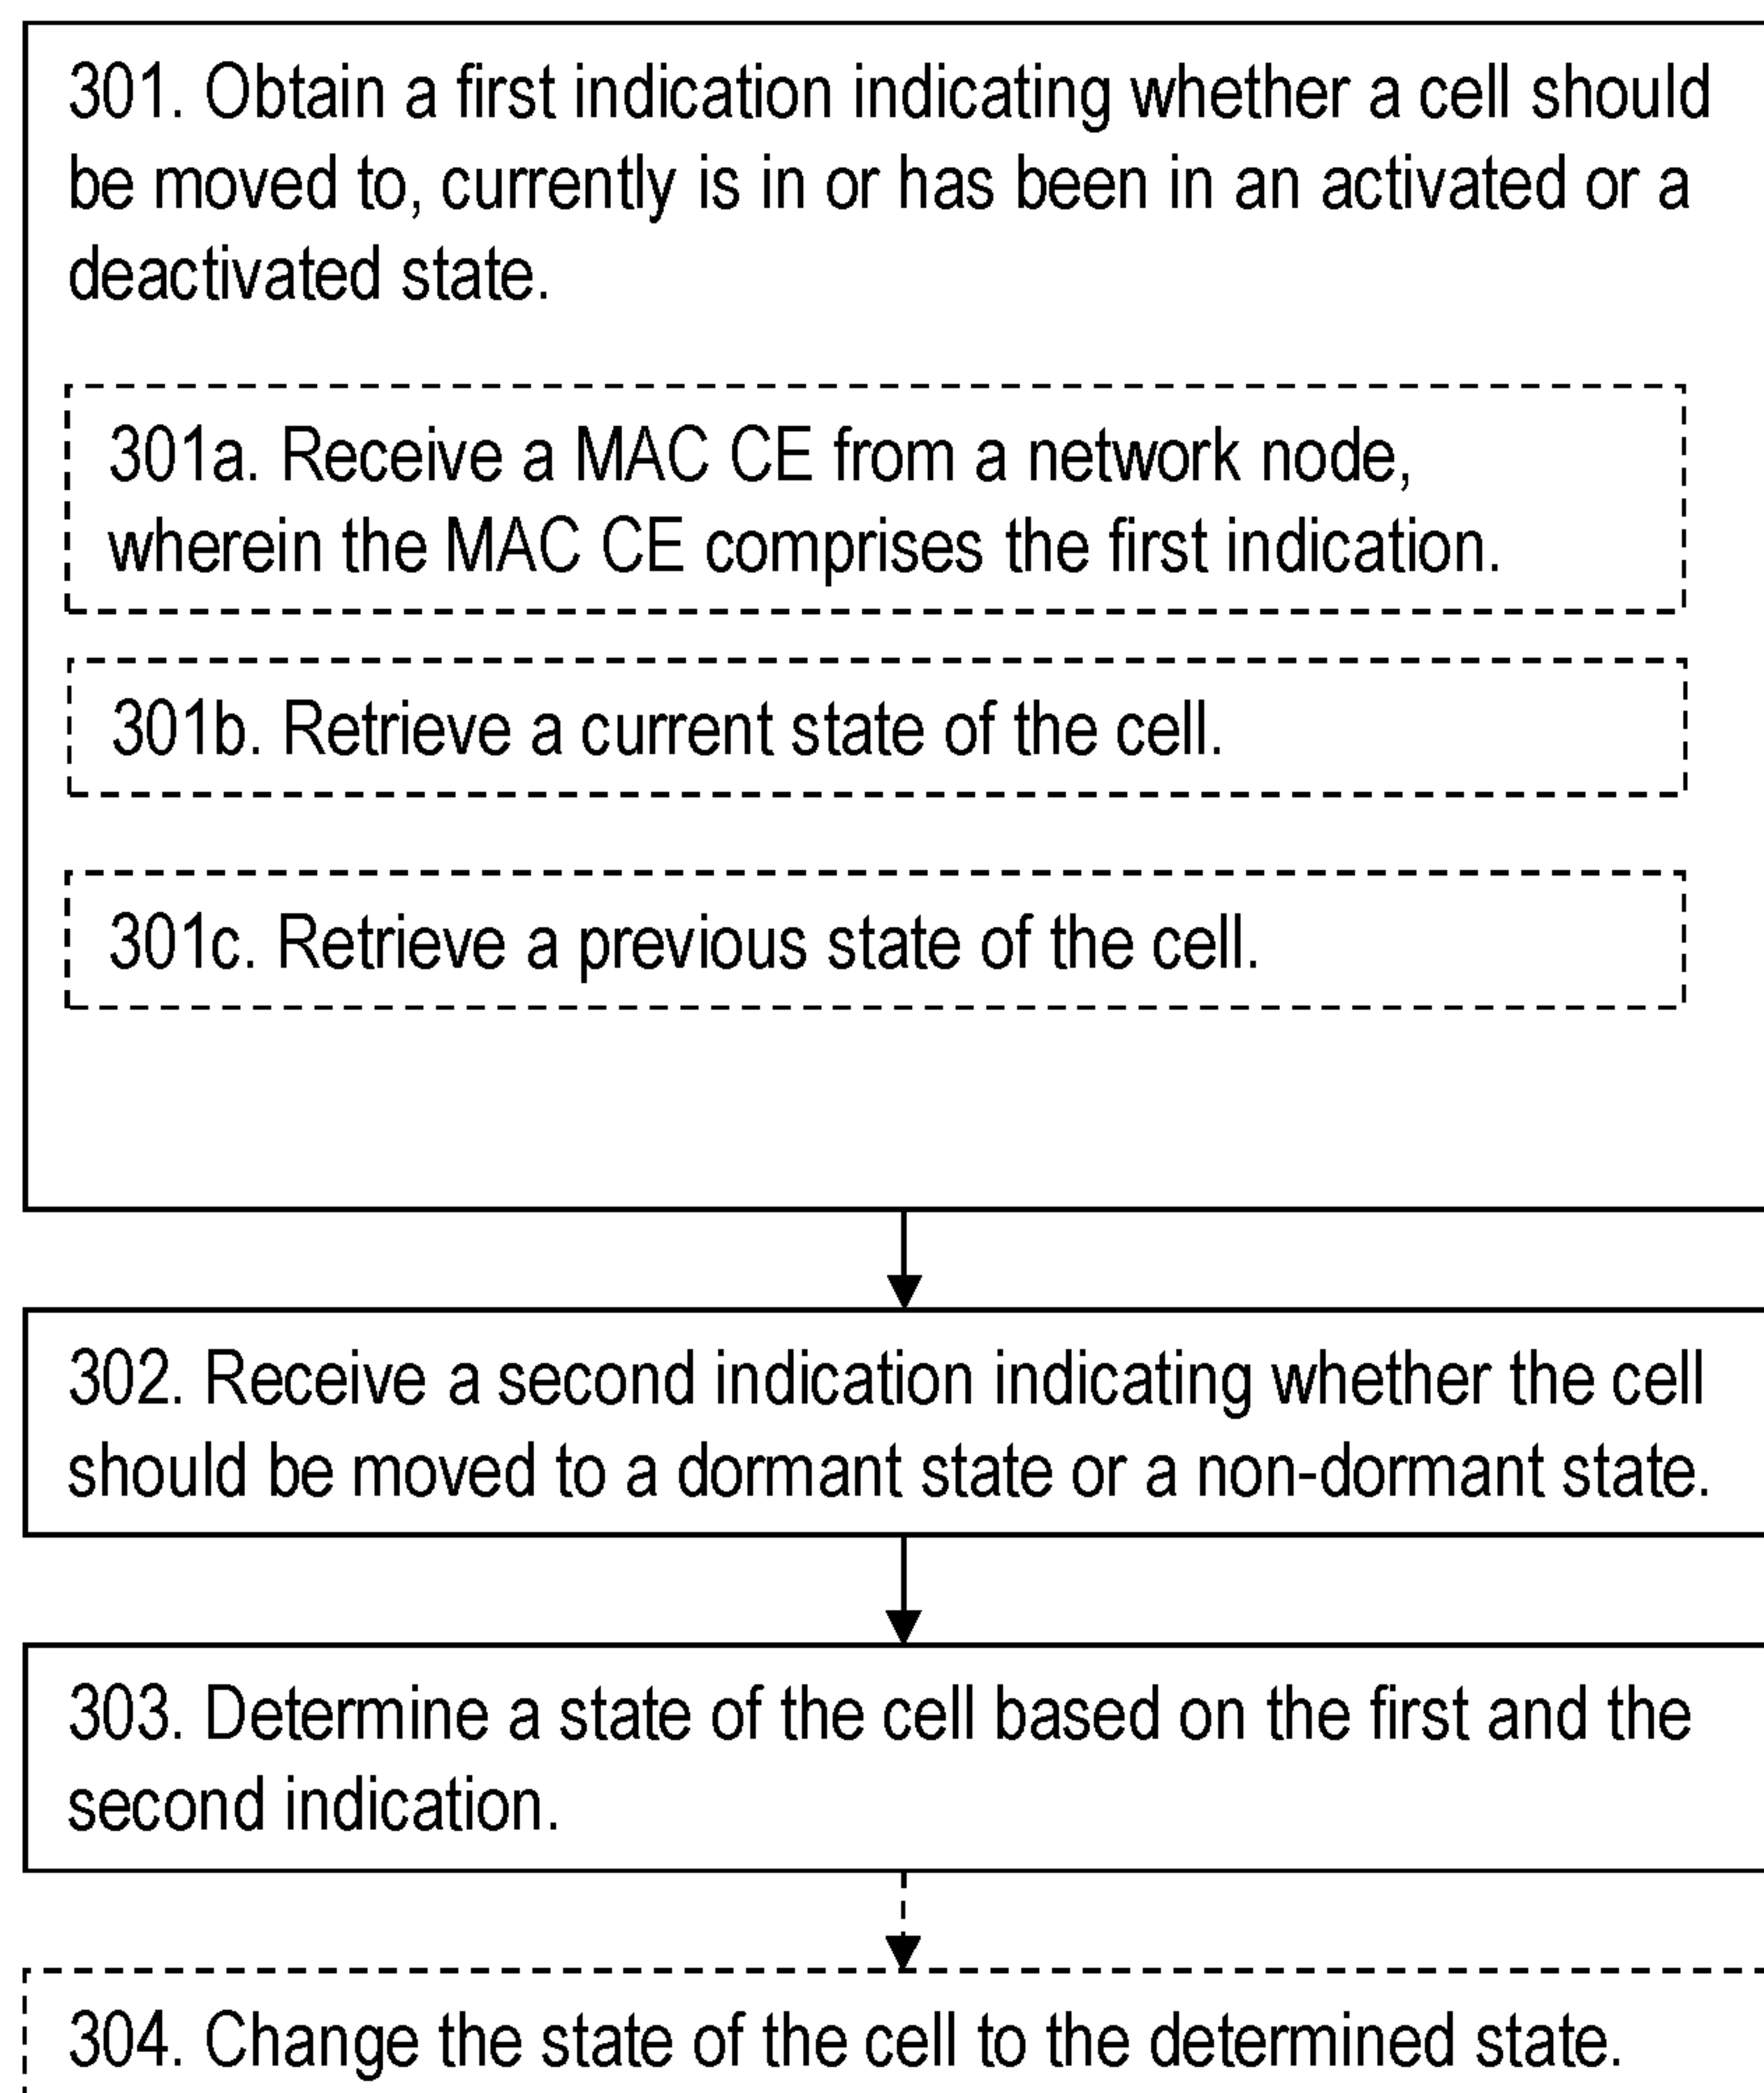 301. Obtain a first indication indicating whether a cell should
be moved to, currently is in or has been in an activated or a
deactivated state.
301a. Receive a MAC CE from a network node,
wherein the MAC CE comprises the first indication.
301b. Retrieve a current state of the cell.
301c. Retrieve a previous state of the cell.
302. Receive a second indication indicating whether the cell
should be moved to a dormant state or a non-dormant state.
303. Determine a state of the cell based on the first and the
second indication.
304. Change the state of the cell to the determined state.